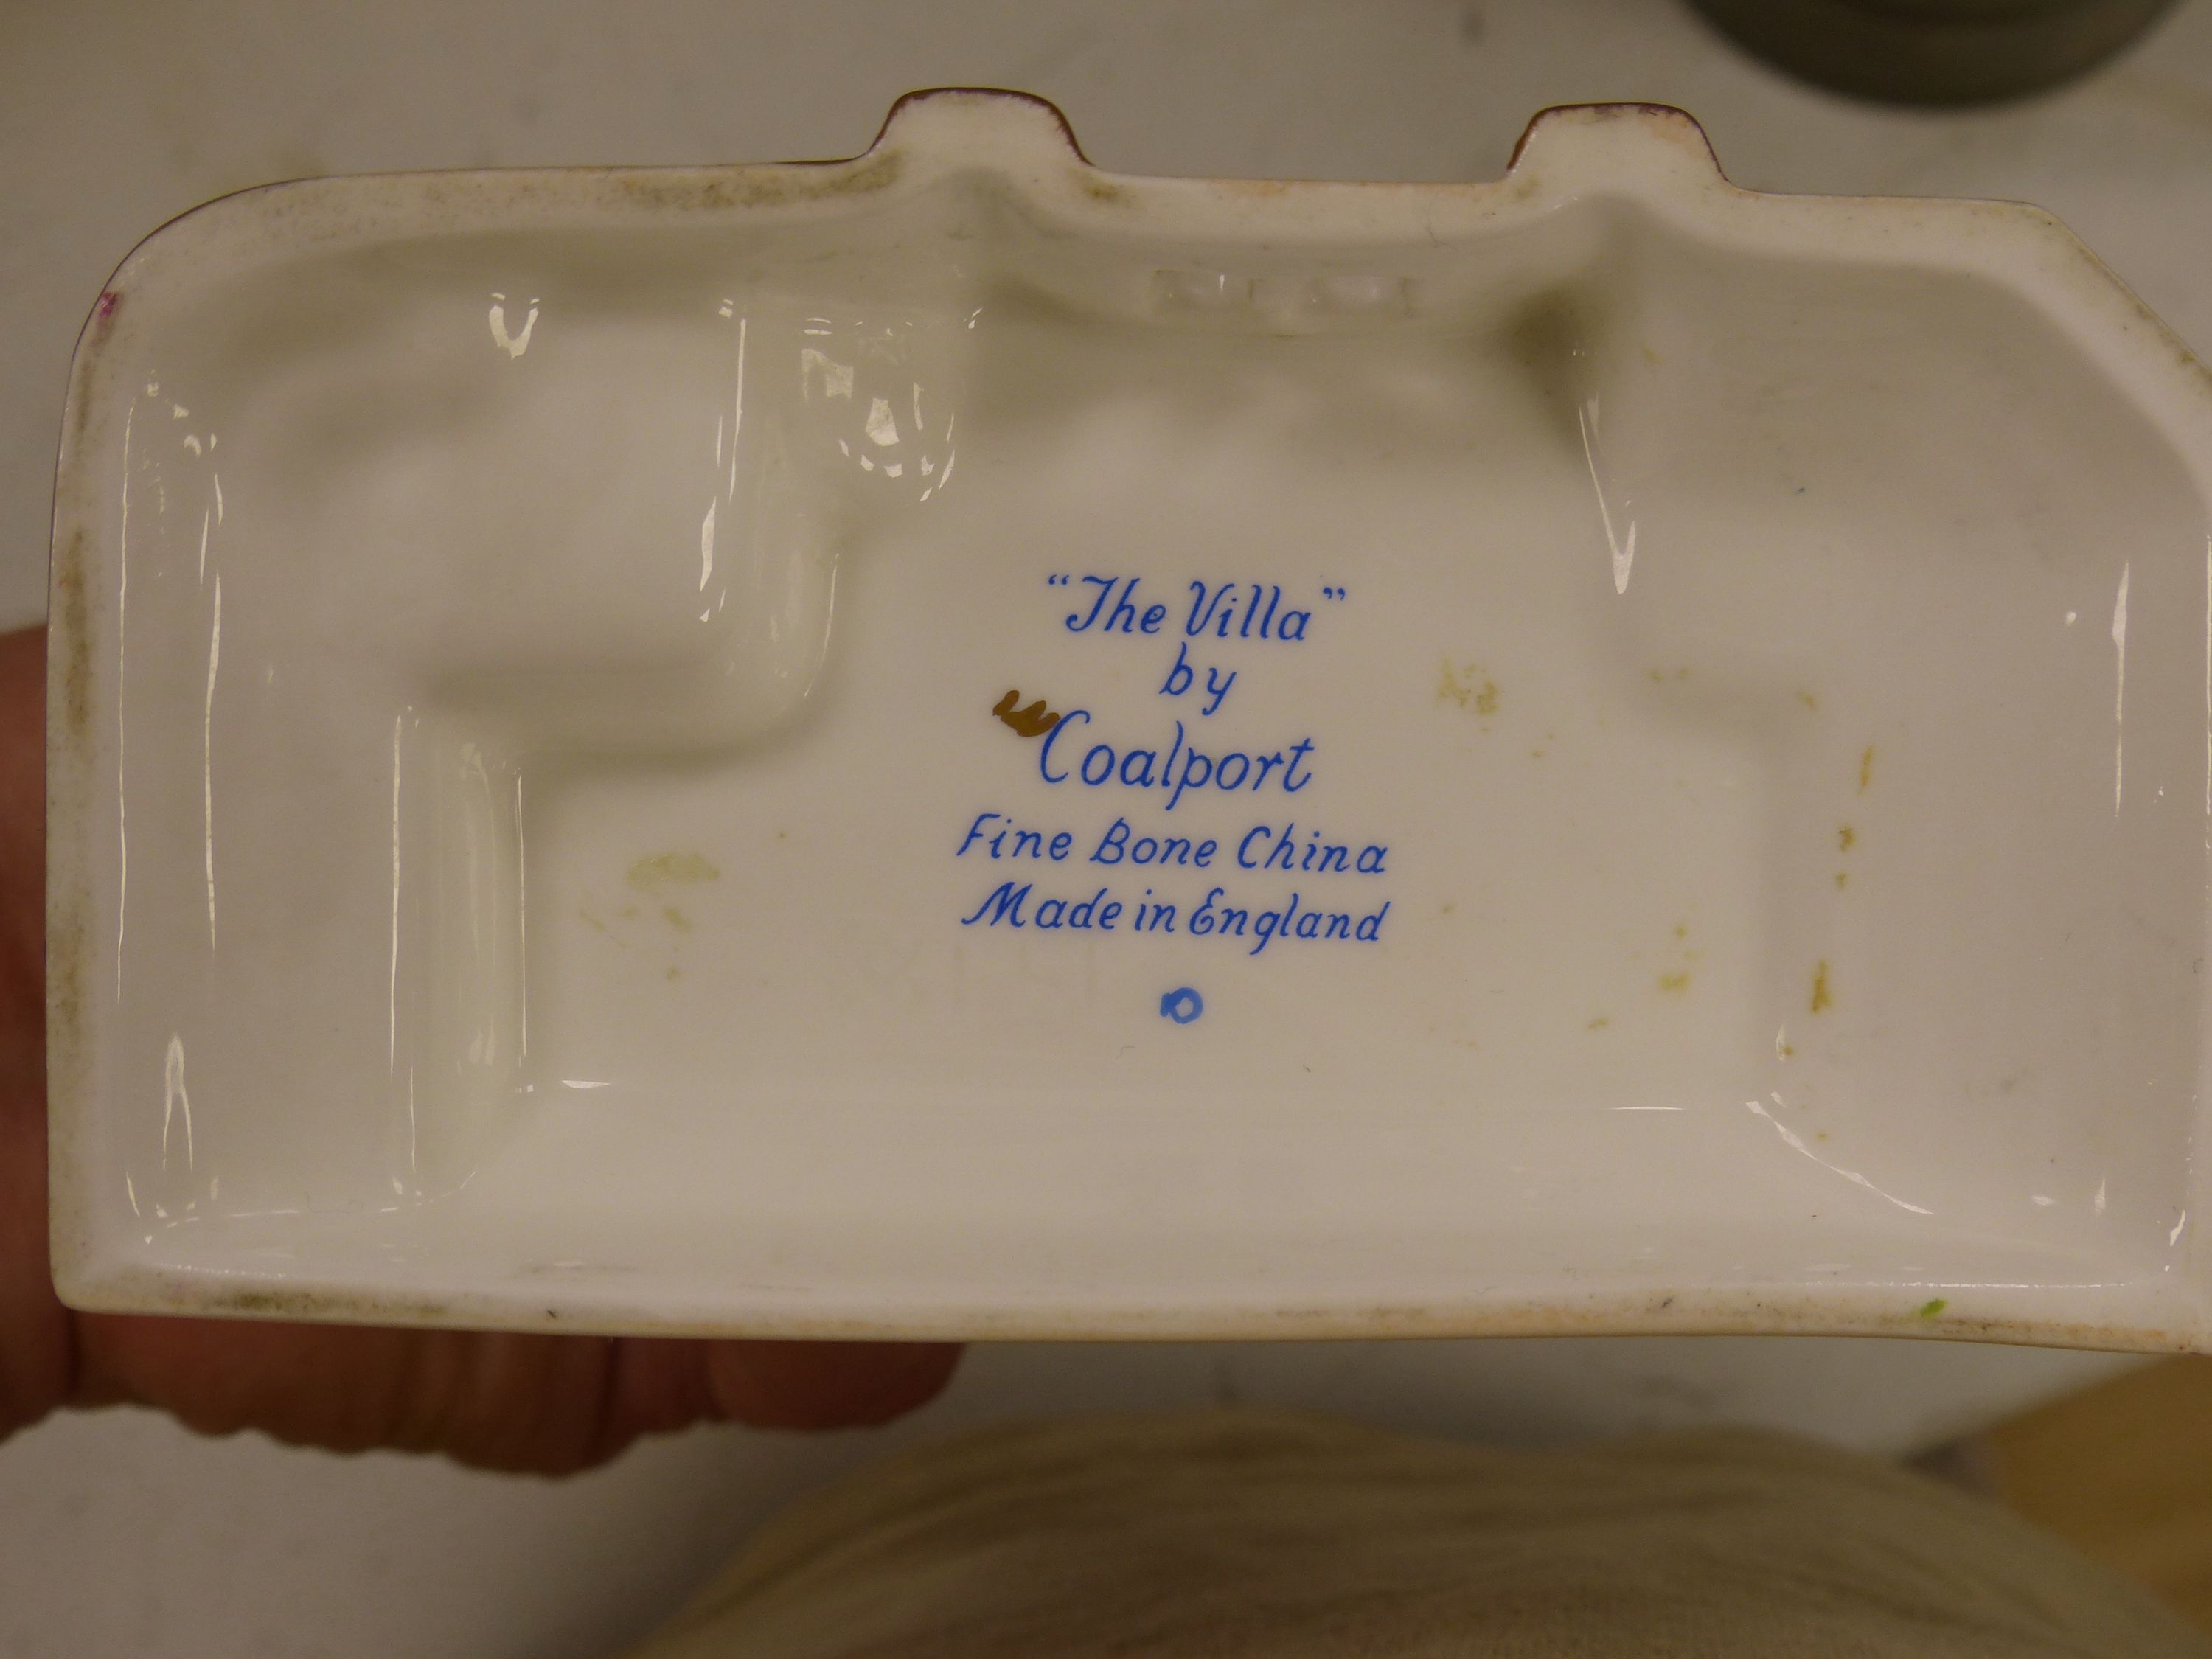 "The Villa"
by
Coalport
Fine Bone China
Made in England